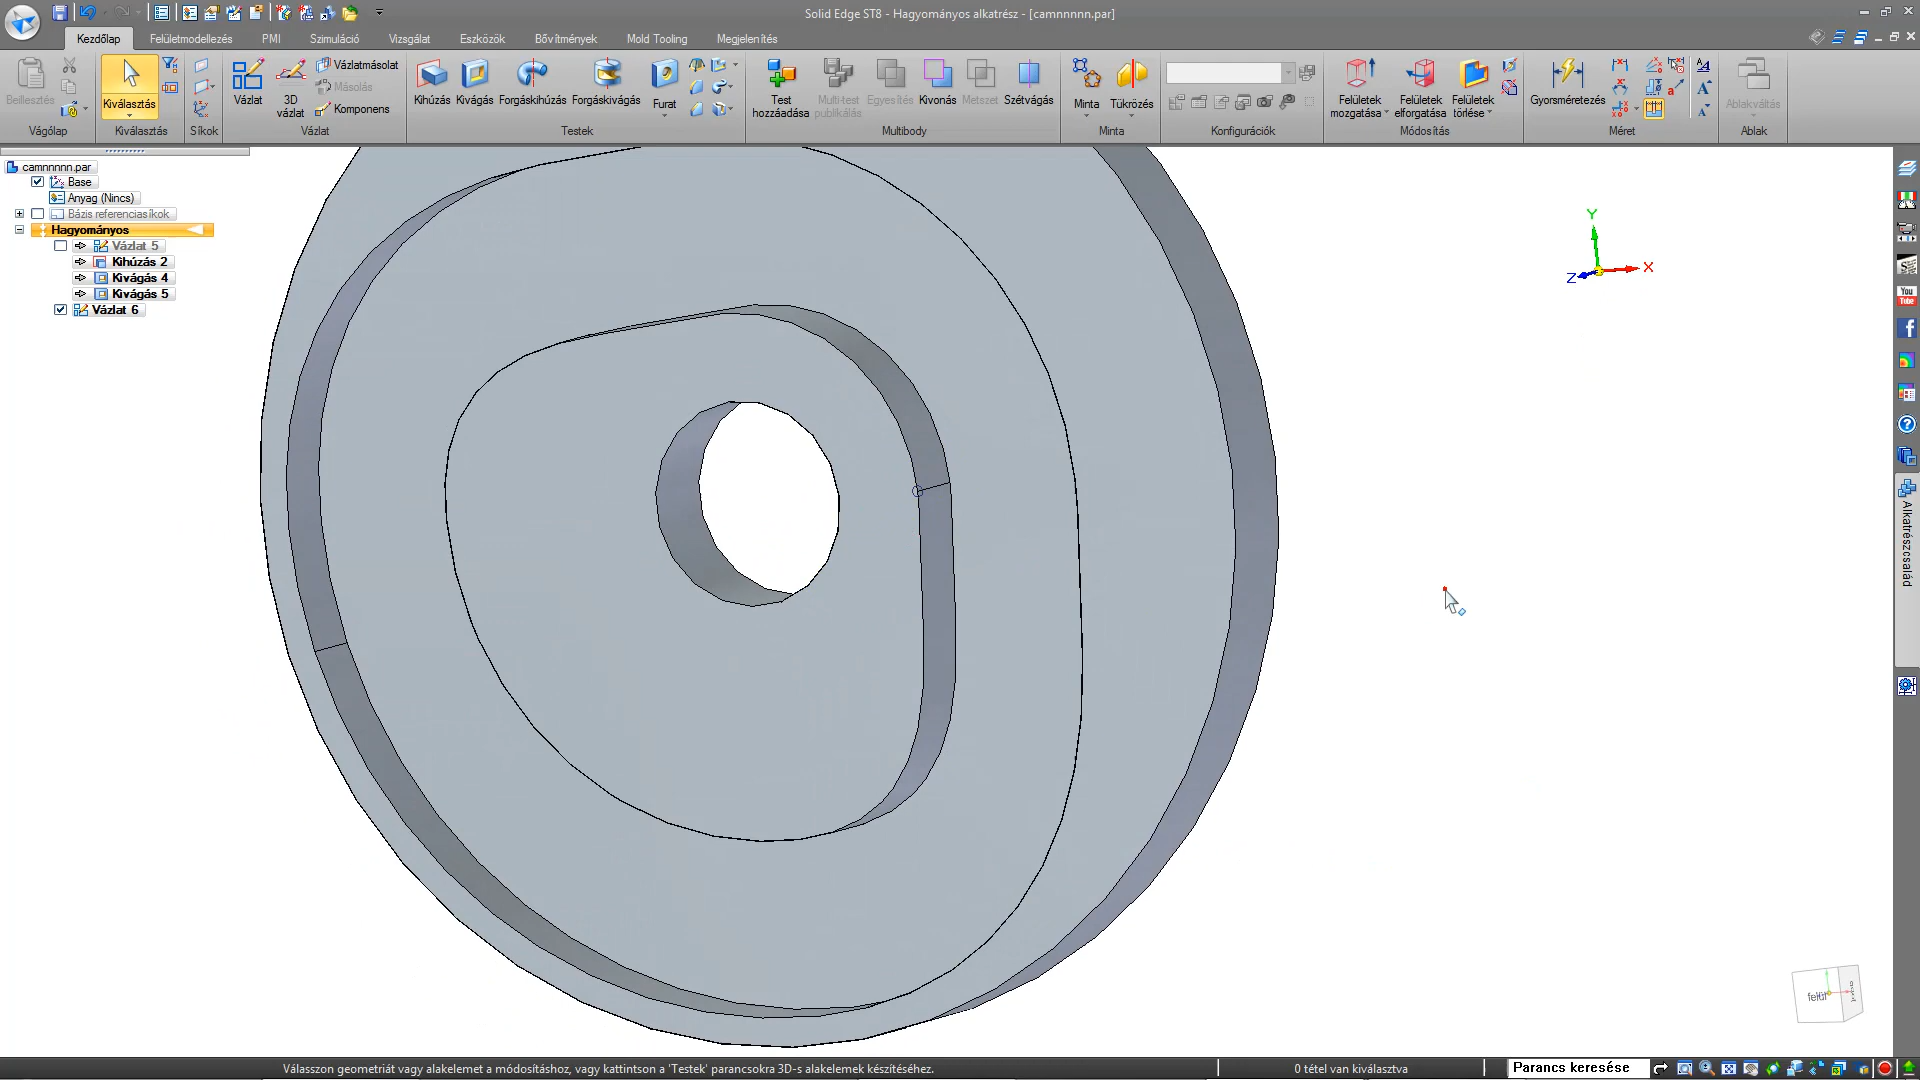 Solid Edge ST8 - Hagyományos alkatrész - [camnnnnn.par]
Kezdőlap
Felületmodellezés
PMI
Szimuláció
Vizsgálat
Eszközök
Bővítmények
Mold Tooling
Megjelenítés
Beillesztés
Kiválasztás
Vázlat
3D vázlat
Vázlatmásolat
Másolás
Komponens
Kihúzás
Kivágás
Forgáskihúzás
Forgáskivágás
Furat
Test hozzáadása
Multi-test publikálás
Egyesítés
Kivonás
Metszet
Szétvágás
Minta
Tükrözés
Felületek mozgatása
Felületek elforgatása
Felületek törlése
Gyorsméretezés
Ablakváltás
Vágólap
Kiválasztás
Síkok
Vázlat
Testek
Multibody
Minta
Konfigurációk
Módosítás
Méret
Ablak
camnnnnn.par
Base
Anyag (Nincs)
Bázis referenciasíkok
Hagyományos
Vázlat 5
Kihúzás 2
Kivágás 4
Kivágás 5
Vázlat 6
Y
X
Z
You
Tube
Alkatrészcsalád
felül
Válasszon geometriát vagy alakelemet a módosításhoz, vagy kattintson a 'Testek' parancsokra 3D-s alakelemek készítéséhez.
0 tétel van kiválasztva
Parancs keresése